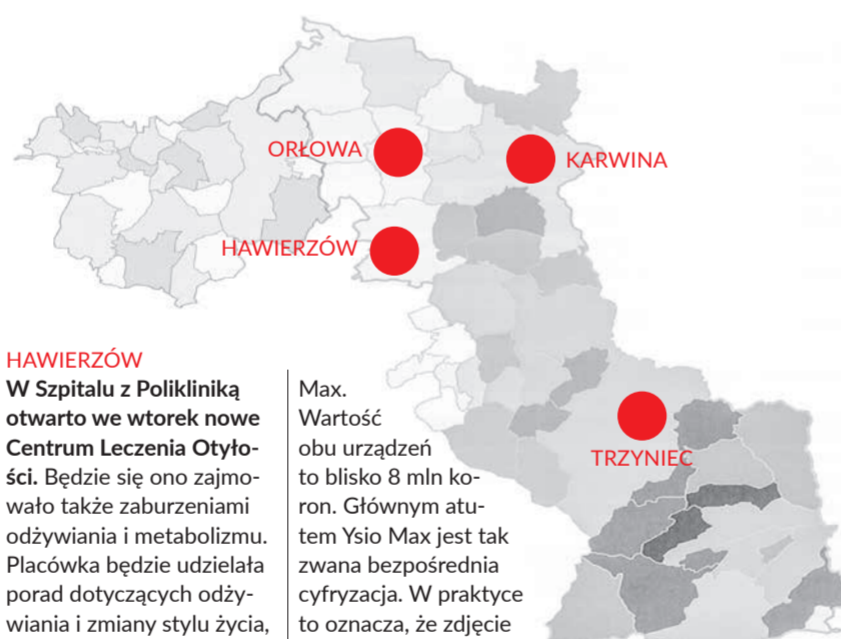 ORŁOWA
KARWINA
HAWIERZÓW
TRZYNIEC
HAWIERZÓW
W Szpitalu z Polikliniką
otwarto we wtorek nowe
Centrum Leczenia Otyło-
ści. Będzie się ono zajmo-
wało także zaburzeniami
odżywiania i metabolizmu.
Placówka będzie udzielała
porad dotyczących odży-
wiania i zmiany stylu życia,
Max.
Wartość
obu urządzeń
to blisko 8 mln ko-
ron. Głównym atu-
tem Ysio Max jest tak
zwana bezpośrednia
cyfryzacja. W praktyce
to oznacza, że zdjęcie